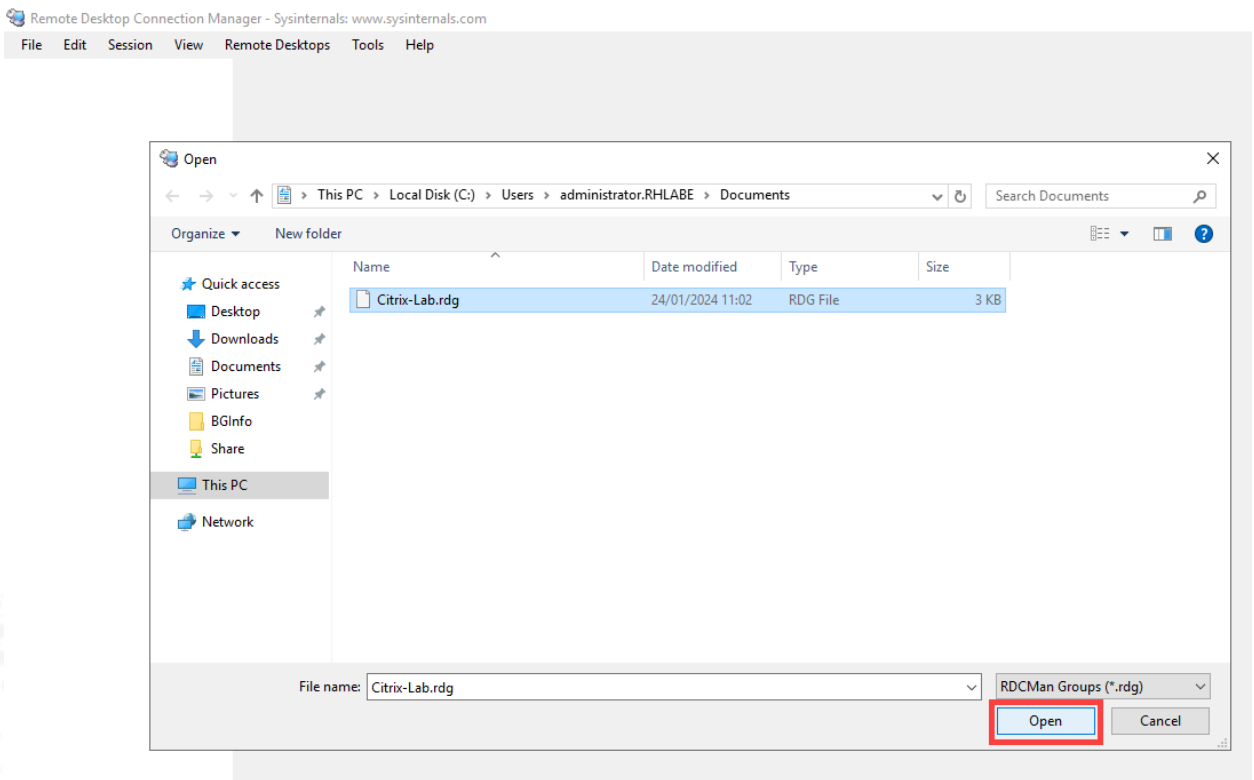 Remote Desktop Connection Manager - Sysinternals: www.sysinternals.com
File Edit Session View Remote Desktops Tools Help
Open
This PC > Local Disk (C:) > Users > administrator.RHLABE > Documents
Search Documents
Organize New folder
Name Date modified Type Size
Quick access
Citrix-Lab.rdg 24/01/2024 11:02 RDG File 3 KB
Desktop
Downloads
Documents
Pictures
BGInfo
Share
This PC
Network
File name: Citrix-Lab.rdg RDCMan Groups (*.rdg)
Open Cancel